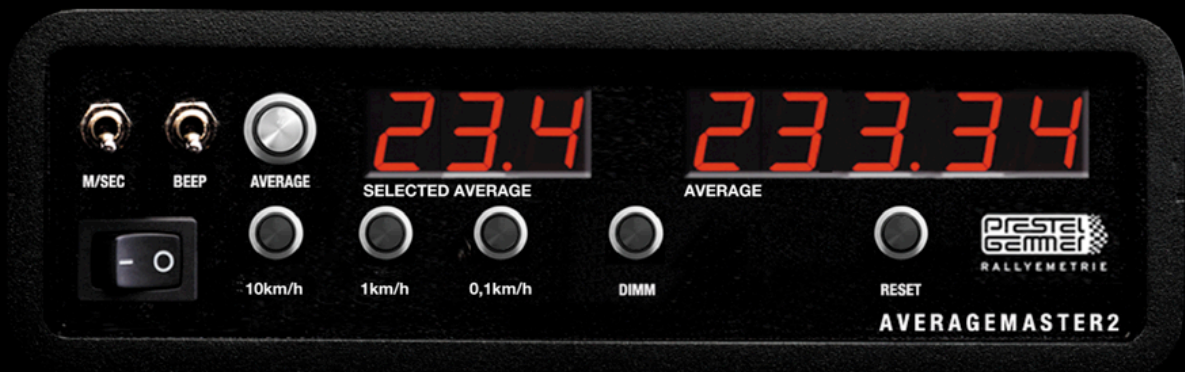 23.4 233.34
M/SEC BEEP AVERAGE SELECTED AVERAGE AVERAGE
10km/h 1km/h 0,1km/h DIMM RESET
PRESTEL
GEMMER
RALLYEMETRIE
AVERAGEMASTER2